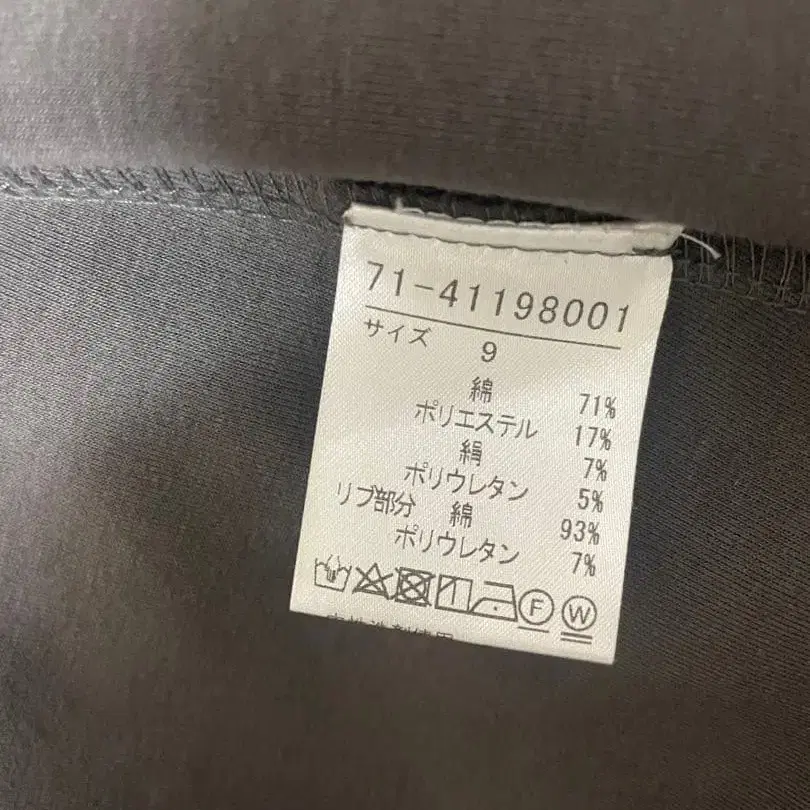 71-41198001
サイズ 9
綿 71%
ポリエステル 17%
絹 7%
ポリウレタン 5%
リブ部分 綿 93%
ポリウレタン 7%
F W